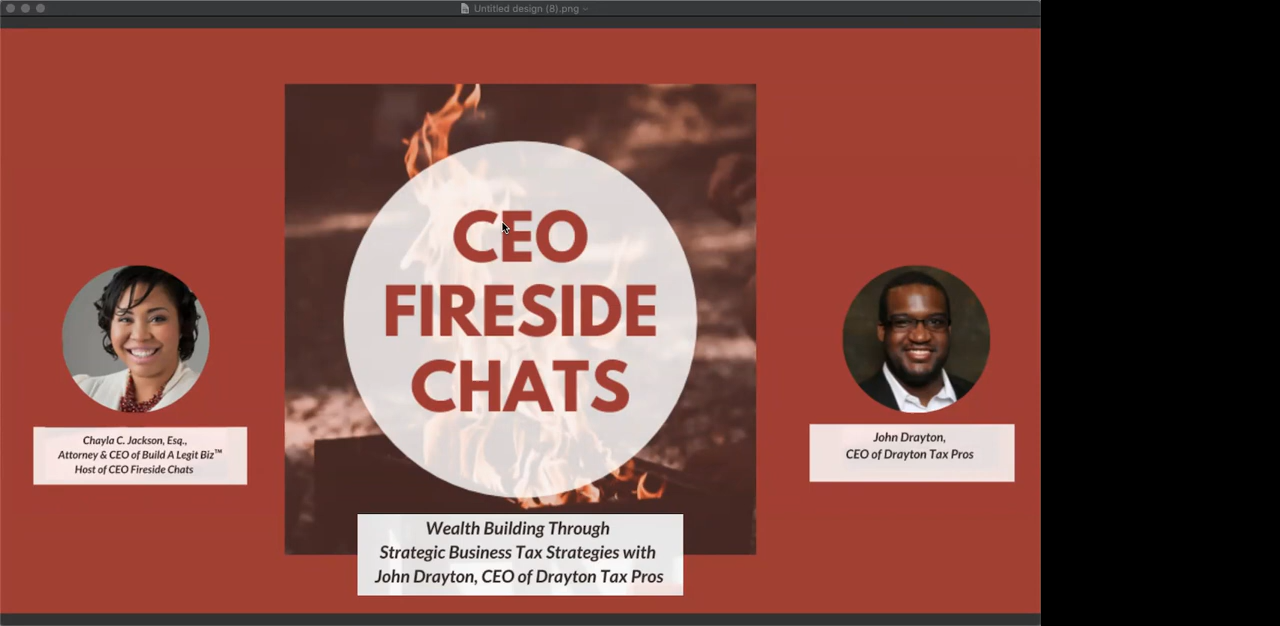 Untitled design (8).png
CEO
FIRESIDE
CHATS
Chayla C. Jackson, Esq.,
Attorney & CEO of Build A Legit Biz™
Host of CEO Fireside Chats
John Drayton,
CEO of Drayton Tax Pros
Wealth Building Through
Strategic Business Tax Strategies with
John Drayton, CEO of Drayton Tax Pros